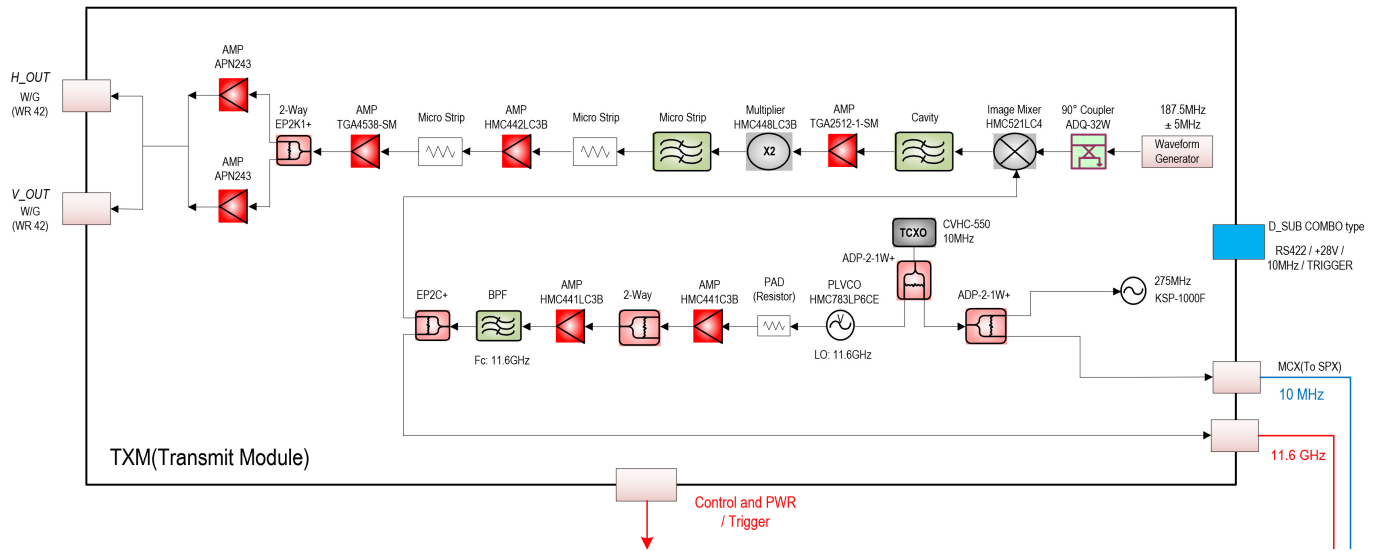 H_OUT
W/G
(WR 42)
V_OUT
W/G
(WR 42)
AMP
APN243
AMP
APN243
2-Way
EP2K1+
AMP
TGA4538-SM
Micro Strip
AMP
HMC442LC3B
Micro Strip
Micro Strip
Multiplier
HMC448LC3B
X2
AMP
TGA2512-1-SM
Cavity
Image Mixer
HMC521LC4
90° Coupler
ADQ-32W
187.5MHz
± 5MHz
Waveform
Generator
TCXO
CVHC-550
10MHz
ADP-2-1W+
EP2C+
BPF
Fc: 11.6GHz
AMP
HMC441LC3B
2-Way
AMP
HMC441C3B
PAD
(Resistor)
PLVCO
HMC783LP6CE
V
LO: 11.6GHz
ADP-2-1W+
275MHz
KSP-1000F
D_SUB COMBO type
RS422 / +28V /
10MHz / TRIGGER
MCX(To SPX)
10 MHz
11.6 GHz
TXM(Transmit Module)
Control and PWR
/ Trigger